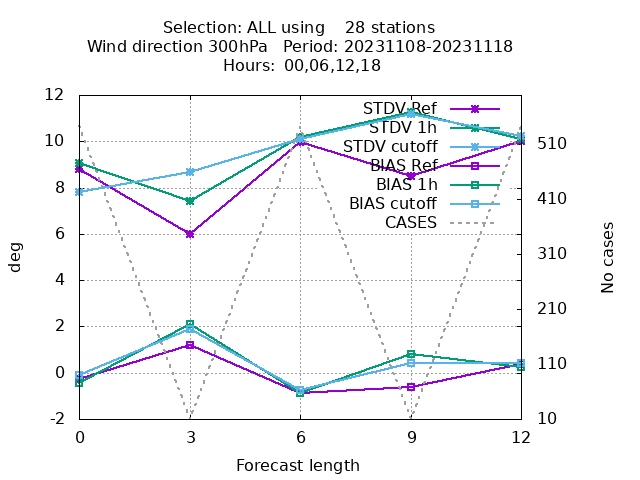 Selection: ALL using    28 stations
Wind direction 300hPa   Period: 20231108-20231118
Hours: 00,06,12,18
STDV Ref
STDV 1h
STDV cutoff
BIAS Ref
BIAS 1h
BIAS cutoff
CASES
12
10
8
6
4
2
0
-2
deg
510
410
310
210
110
10
No cases
0 3 6 9 12
Forecast length